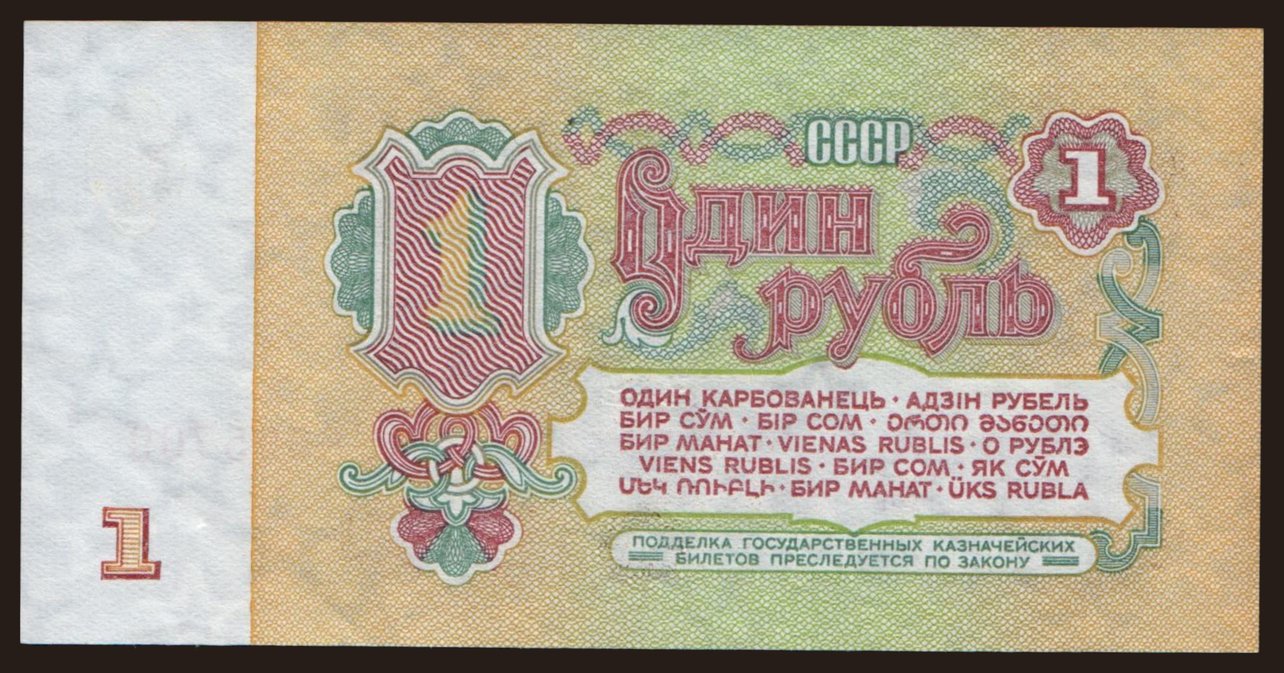 СССР
1
1
Один
рубль
ОДИН КАРБОВАНЕЦЬ · АДЗІН РУБЕЛЬ
БИР СЎМ · БІР СОМ · ᲔᲠᲗᲘ ᲛᲐᲜᲔᲗᲘ
БИР МАНАТ · VIENAS RUBLIS · О РУБЛЭ
VIENS RUBLIS · БИР СОМ · ЯК СӮМ
ՄԵԿ ՌՈՒԲԼԻ · БИР МАНАТ · ÜKS RUBLA
ПОДДЕЛКА ГОСУДАРСТВЕННЫХ КАЗНАЧЕЙСКИХ
БИЛЕТОВ ПРЕСЛЕДУЕТСЯ ПО ЗАКОНУ
1